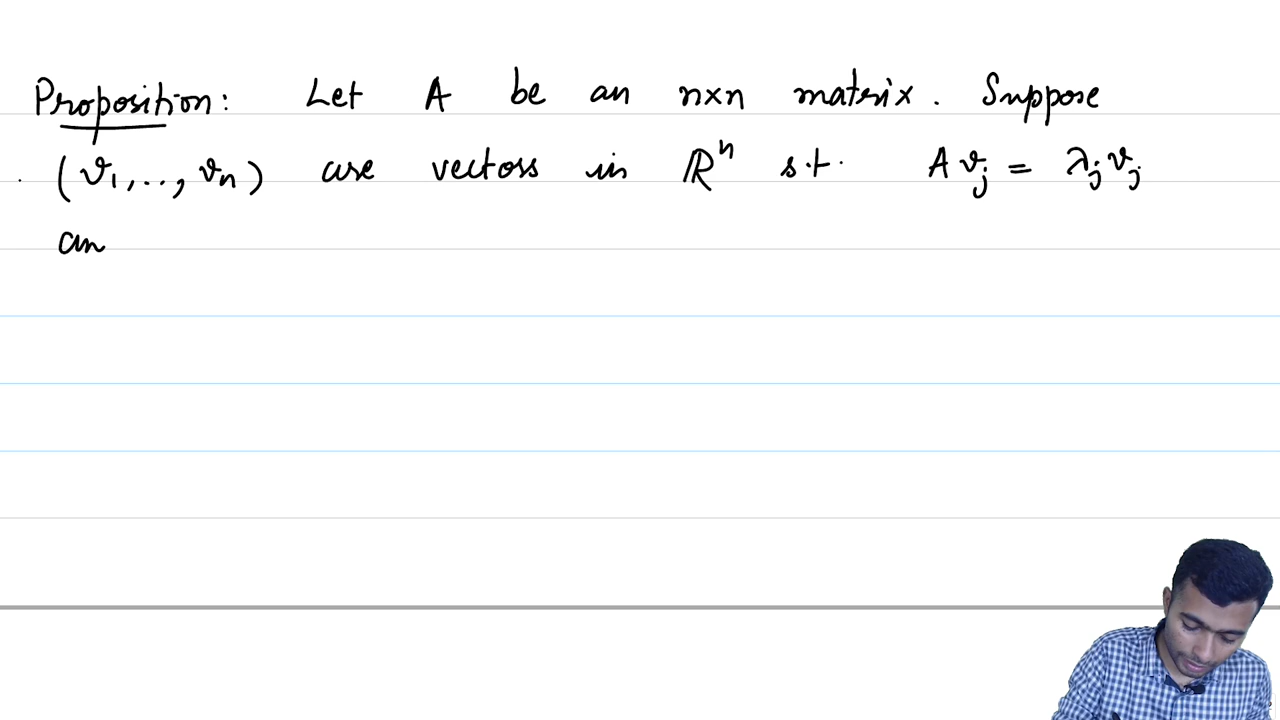 Proposition: Let A be an n×n matrix. Suppose
(v₁,..,vₙ) are vectors in ℝⁿ s.t. Avⱼ = λⱼvⱼ
an